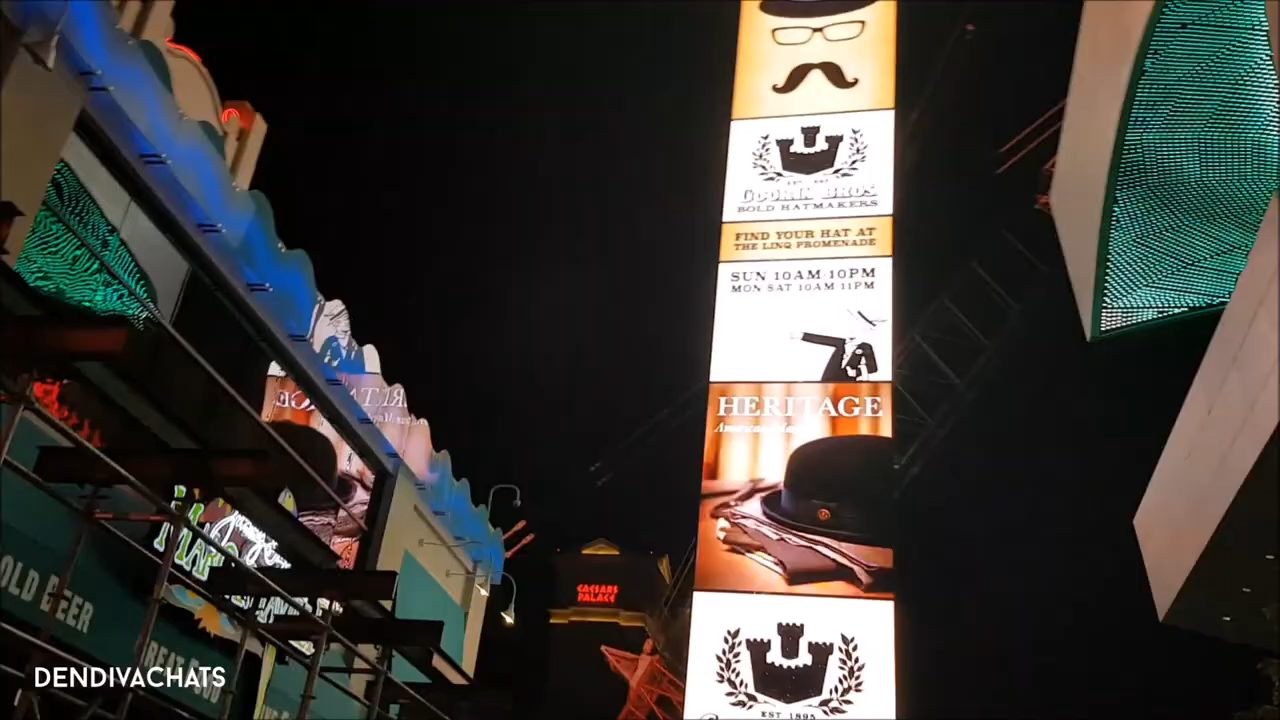 GOORIN BROS
BOLD HATMAKERS
FIND YOUR HAT AT
THE LINQ PROMENADE
SUN 10AM 10PM
MON SAT 10AM 11PM
HERITAGE
American
EST 1895
CAESARS
PALACE
OLD BEER
DENDIVACHATS